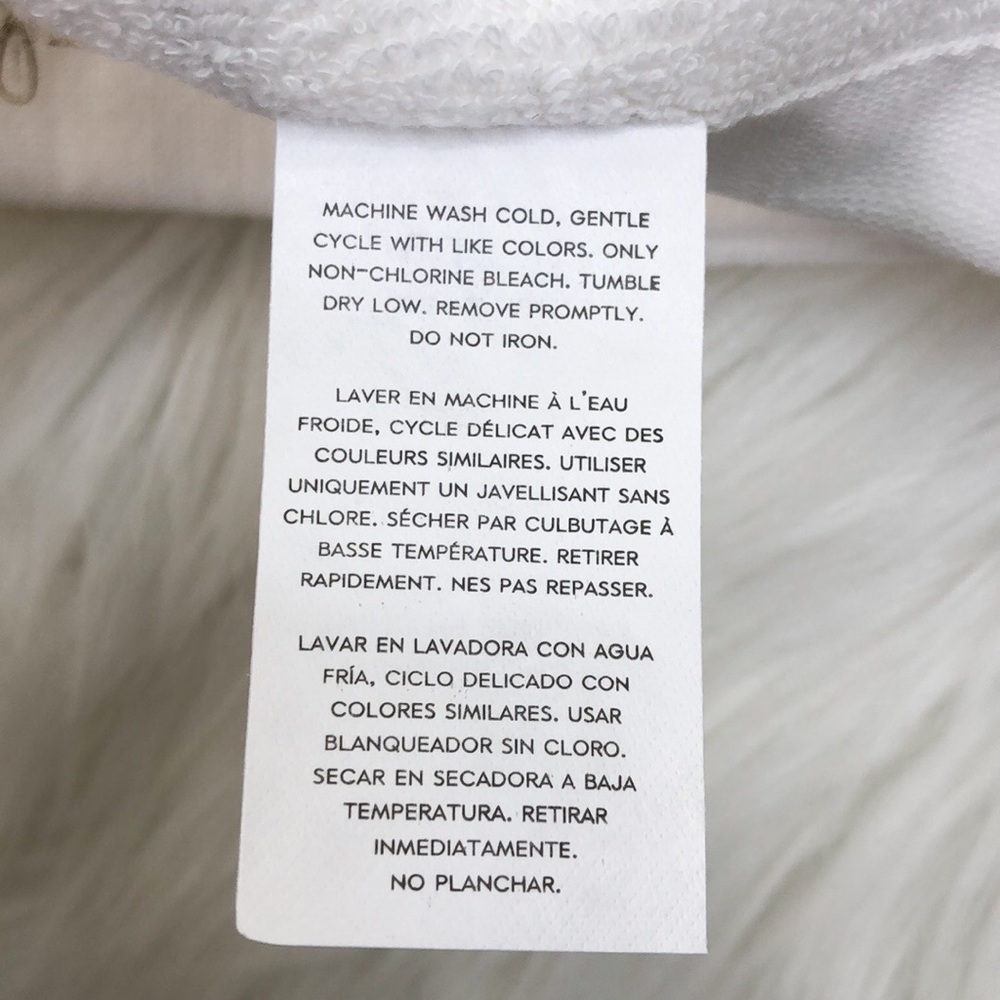 MACHINE WASH COLD, GENTLE
CYCLE WITH LIKE COLORS. ONLY
NON-CHLORINE BLEACH. TUMBLE
DRY LOW. REMOVE PROMPTLY.
DO NOT IRON.
LAVER EN MACHINE À L'EAU
FROIDE, CYCLE DÉLICAT AVEC DES
COULEURS SIMILAIRES. UTILISER
UNIQUEMENT UN JAVELLISANT SANS
CHLORE. SÉCHER PAR CULBUTAGE À
BASSE TEMPÉRATURE. RETIRER
RAPIDEMENT. NES PAS REPASSER.
LAVAR EN LAVADORA CON AGUA
FRÍA, CICLO DELICADO CON
COLORES SIMILARES. USAR
BLANQUEADOR SIN CLORO.
SECAR EN SECADORA A BAJA
TEMPERATURA. RETIRAR
INMEDIATAMENTE.
NO PLANCHAR.